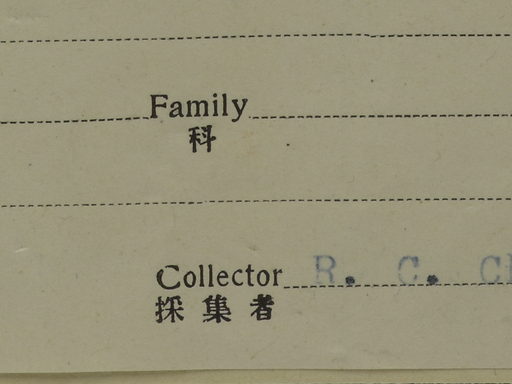 Family
科
Collector R. C.
採集者